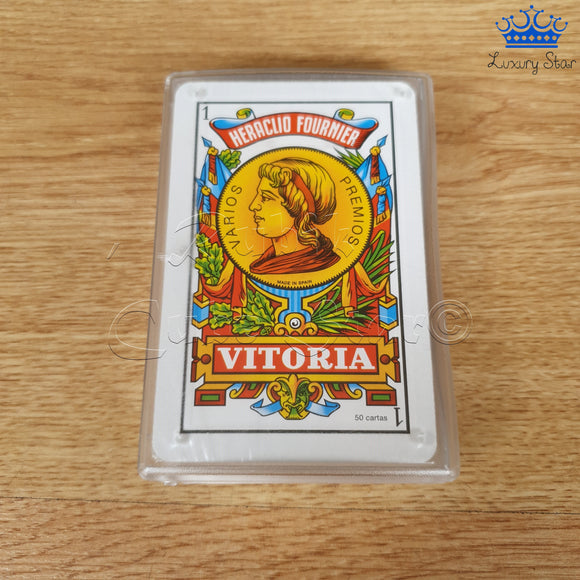 Luxury Star
1
HERACLIO FOURNIER
VARIOS PREMIOS
MADE IN SPAIN
VITORIA
50 cartas
1